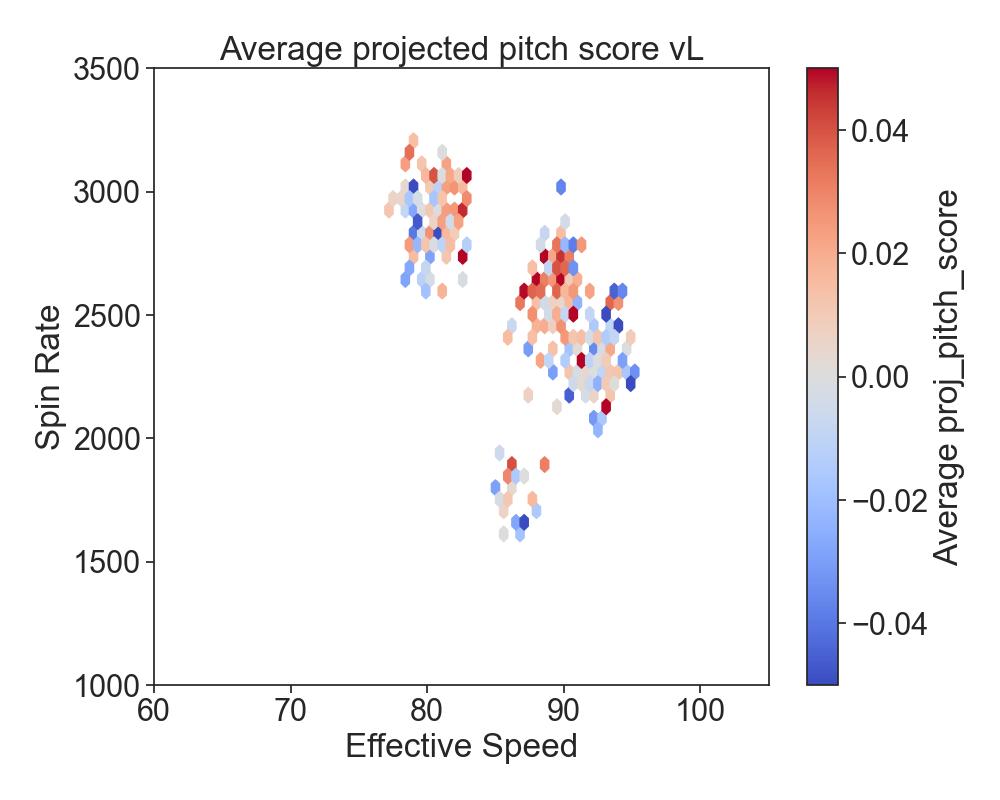 Average projected pitch score vL
3500
3000
2500
2000
1500
1000
Spin Rate
60 70 80 90 100
Effective Speed
0.04
0.02
0.00
−0.02
−0.04
Average proj_pitch_score